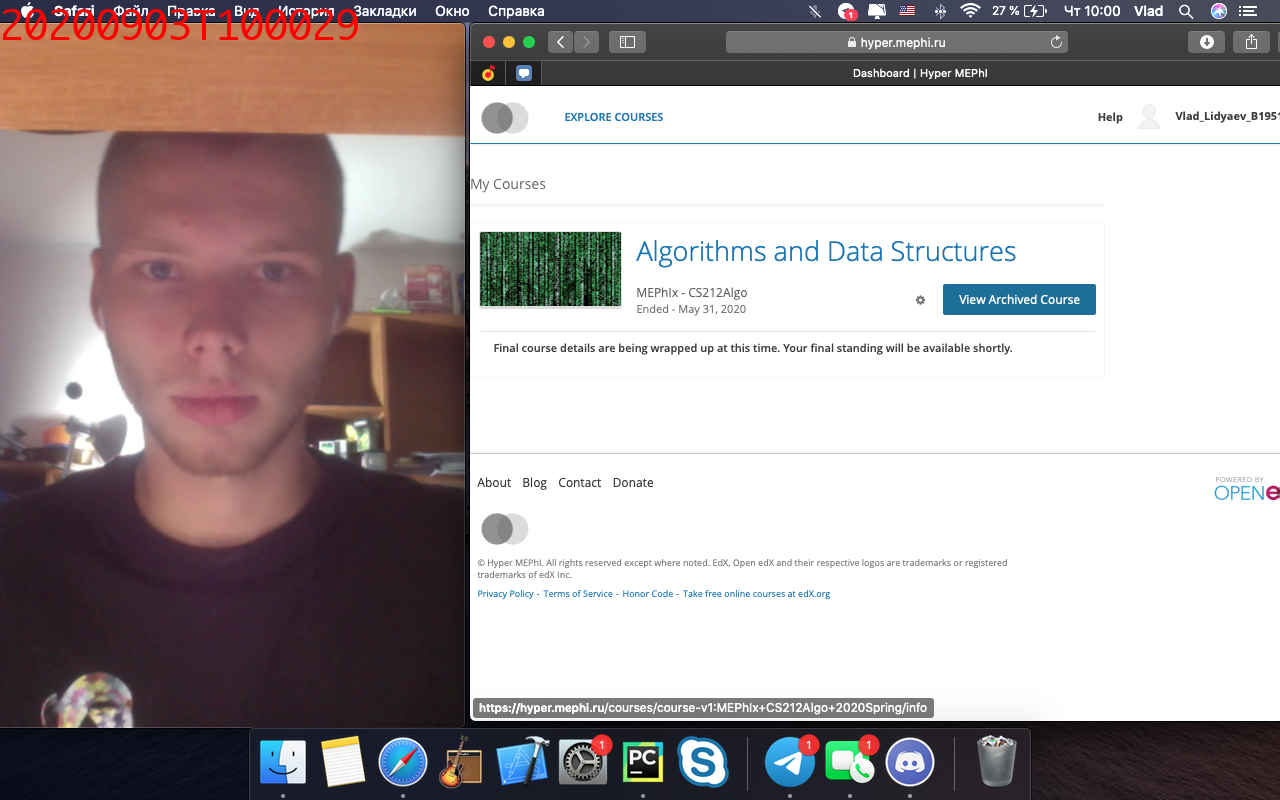 Safari Файл Правка Вид История Закладки Окно Справка 1 27 % Чт 10:00 Vlad
20200903T100029
hyper.mephi.ru
Dashboard | Hyper MEPhI
EXPLORE COURSES Help Vlad_Lidyaev_B1951
My Courses
Algorithms and Data Structures
MEPhIx - CS212Algo
Ended - May 31, 2020
View Archived Course
Final course details are being wrapped up at this time. Your final standing will be available shortly.
About Blog Contact Donate
POWERED BY
OPEN e
© Hyper MEPhI. All rights reserved except where noted. EdX, Open edX and their respective logos are trademarks or registered
trademarks of edX Inc.
Privacy Policy - Terms of Service - Honor Code - Take free online courses at edX.org
https://hyper.mephi.ru/courses/course-v1:MEPhIx+CS212Algo+2020Spring/info
1 PC 1 1